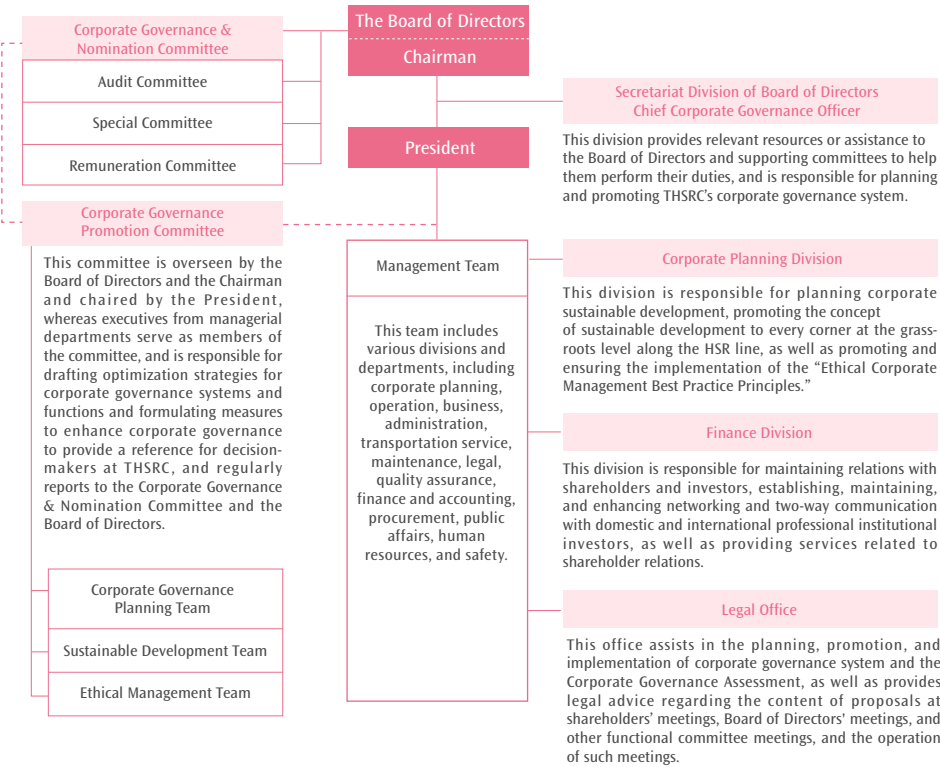 The Board of Directors
Chairman
Corporate Governance &
Nomination Committee
Audit Committee
Special Committee
Remuneration Committee
Secretariat Division of Board of Directors
Chief Corporate Governance Officer
This division provides relevant resources or assistance to
the Board of Directors and supporting committees to help
them perform their duties, and is responsible for planning
and promoting THSRC's corporate governance system.
President
Corporate Governance
Promotion Committee
This committee is overseen by the
Board of Directors and the Chairman
and chaired by the President,
whereas executives from managerial
departments serve as members of
the committee, and is responsible for
drafting optimization strategies for
corporate governance systems and
functions and formulating measures
to enhance corporate governance
to provide a reference for decision-
makers at THSRC, and regularly
reports to the Corporate Governance
& Nomination Committee and the
Board of Directors.
Corporate Governance
Planning Team
Sustainable Development Team
Ethical Management Team
Management Team
This team includes
various divisions and
departments, including
corporate planning,
operation, business,
administration,
transportation service,
maintenance, legal,
quality assurance,
finance and accounting,
procurement, public
affairs, human
resources, and safety.
Corporate Planning Division
This division is responsible for planning corporate
sustainable development, promoting the concept
of sustainable development to every corner at the grass-
roots level along the HSR line, as well as promoting and
ensuring the implementation of the “Ethical Corporate
Management Best Practice Principles.”
Finance Division
This division is responsible for maintaining relations with
shareholders and investors, establishing, maintaining,
and enhancing networking and two-way communication
with domestic and international professional institutional
investors, as well as providing services related to
shareholder relations.
Legal Office
This office assists in the planning, promotion, and
implementation of corporate governance system and the
Corporate Governance Assessment, as well as provides
legal advice regarding the content of proposals at
shareholders’ meetings, Board of Directors' meetings, and
other functional committee meetings, and the operation
of such meetings.